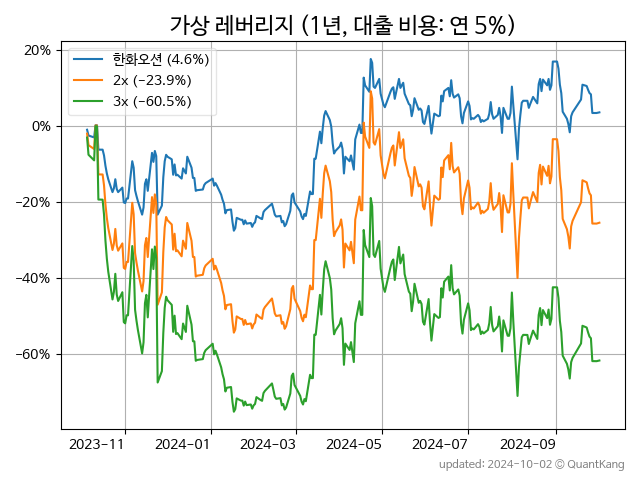 가상 레버리지 (1년, 대출 비용: 연 5%)
20%
0%
−20%
−40%
−60%
한화오션 (4.6%)
2x (−23.9%)
3x (−60.5%)
2023-11 2024-01 2024-03 2024-05 2024-07 2024-09
updated: 2024-10-02 © QuantKang